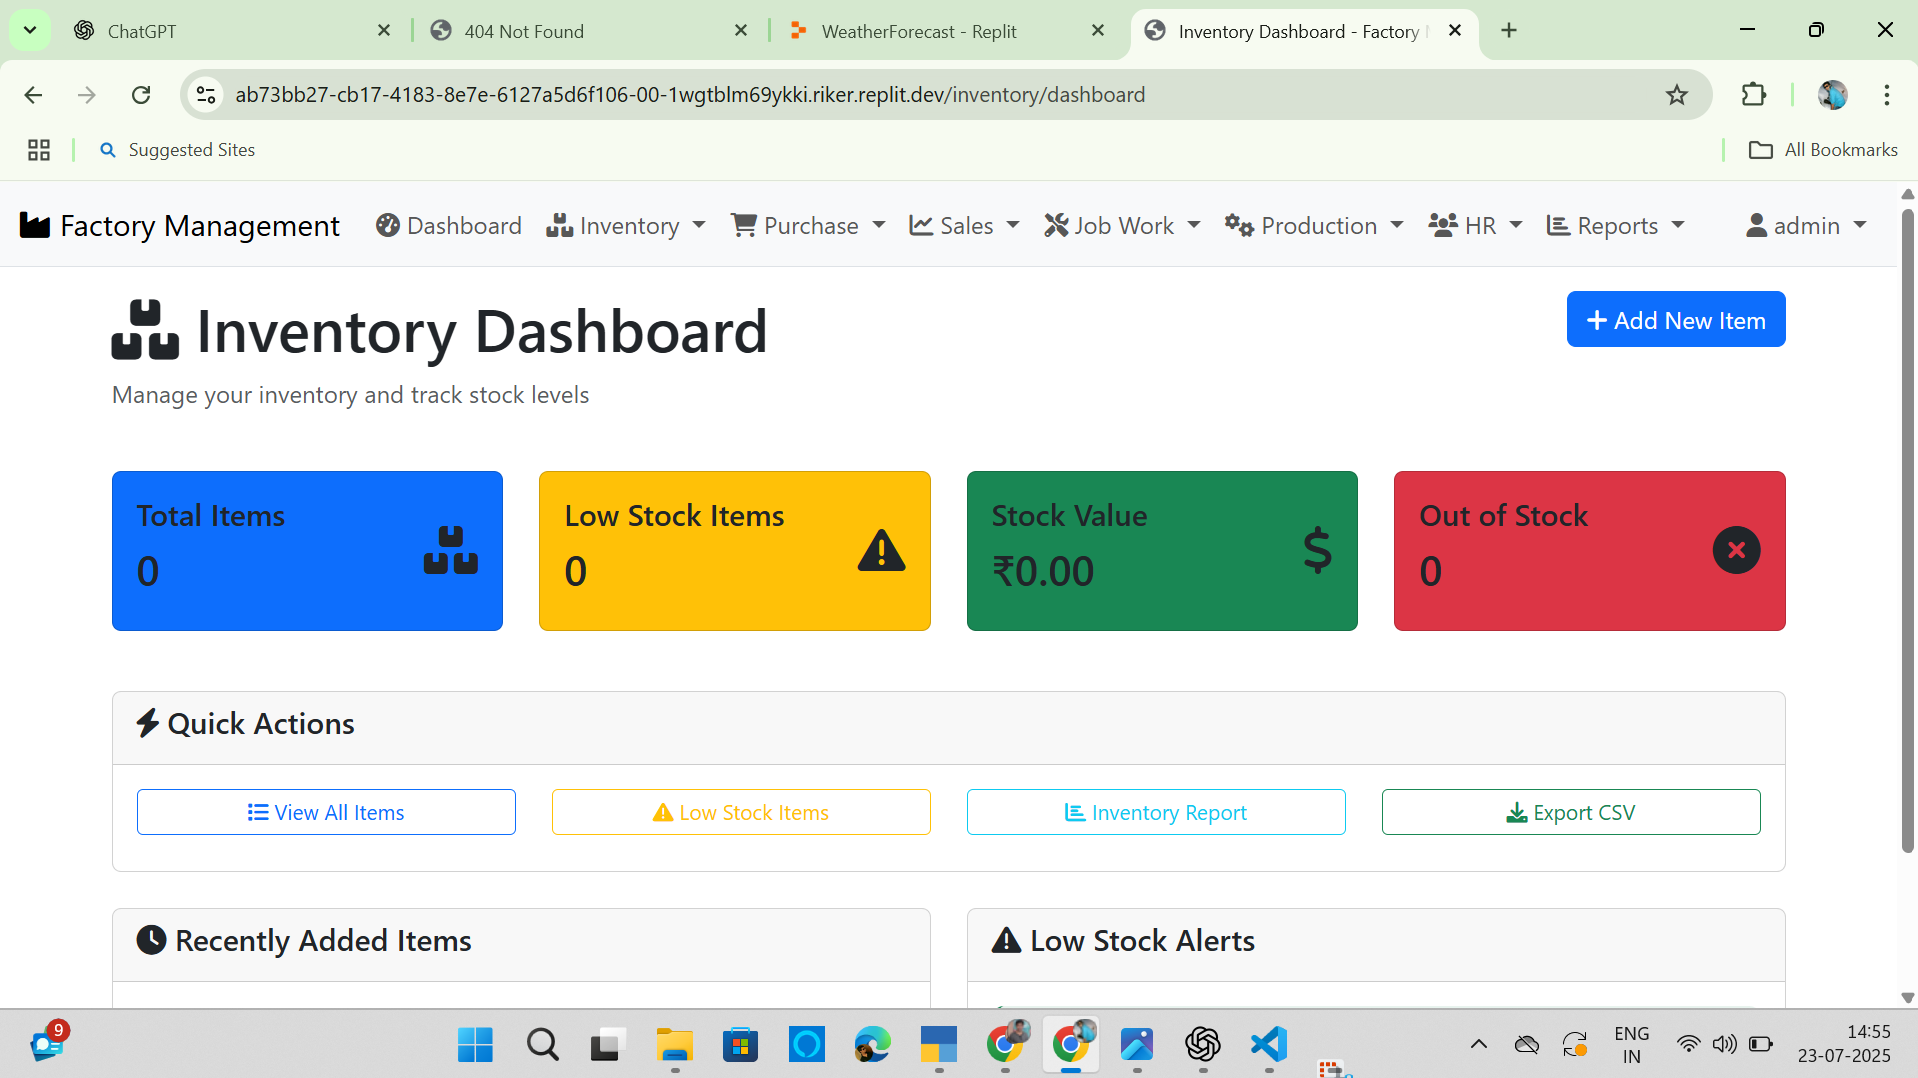 ChatGPT
404 Not Found
WeatherForecast - Replit
Inventory Dashboard - Factory
ab73bb27-cb17-4183-8e7e-6127a5d6f106-00-1wgtblm69ykki.riker.replit.dev/inventory/dashboard
Suggested Sites
All Bookmarks
Factory Management
Dashboard
Inventory
Purchase
Sales
Job Work
Production
HR
Reports
admin
Inventory Dashboard
+ Add New Item
Manage your inventory and track stock levels
Total Items
0
Low Stock Items
0
Stock Value
₹0.00
$
Out of Stock
0
Quick Actions
View All Items
Low Stock Items
Inventory Report
Export CSV
Recently Added Items
Low Stock Alerts
9
ENG
IN
14:55
23-07-2025